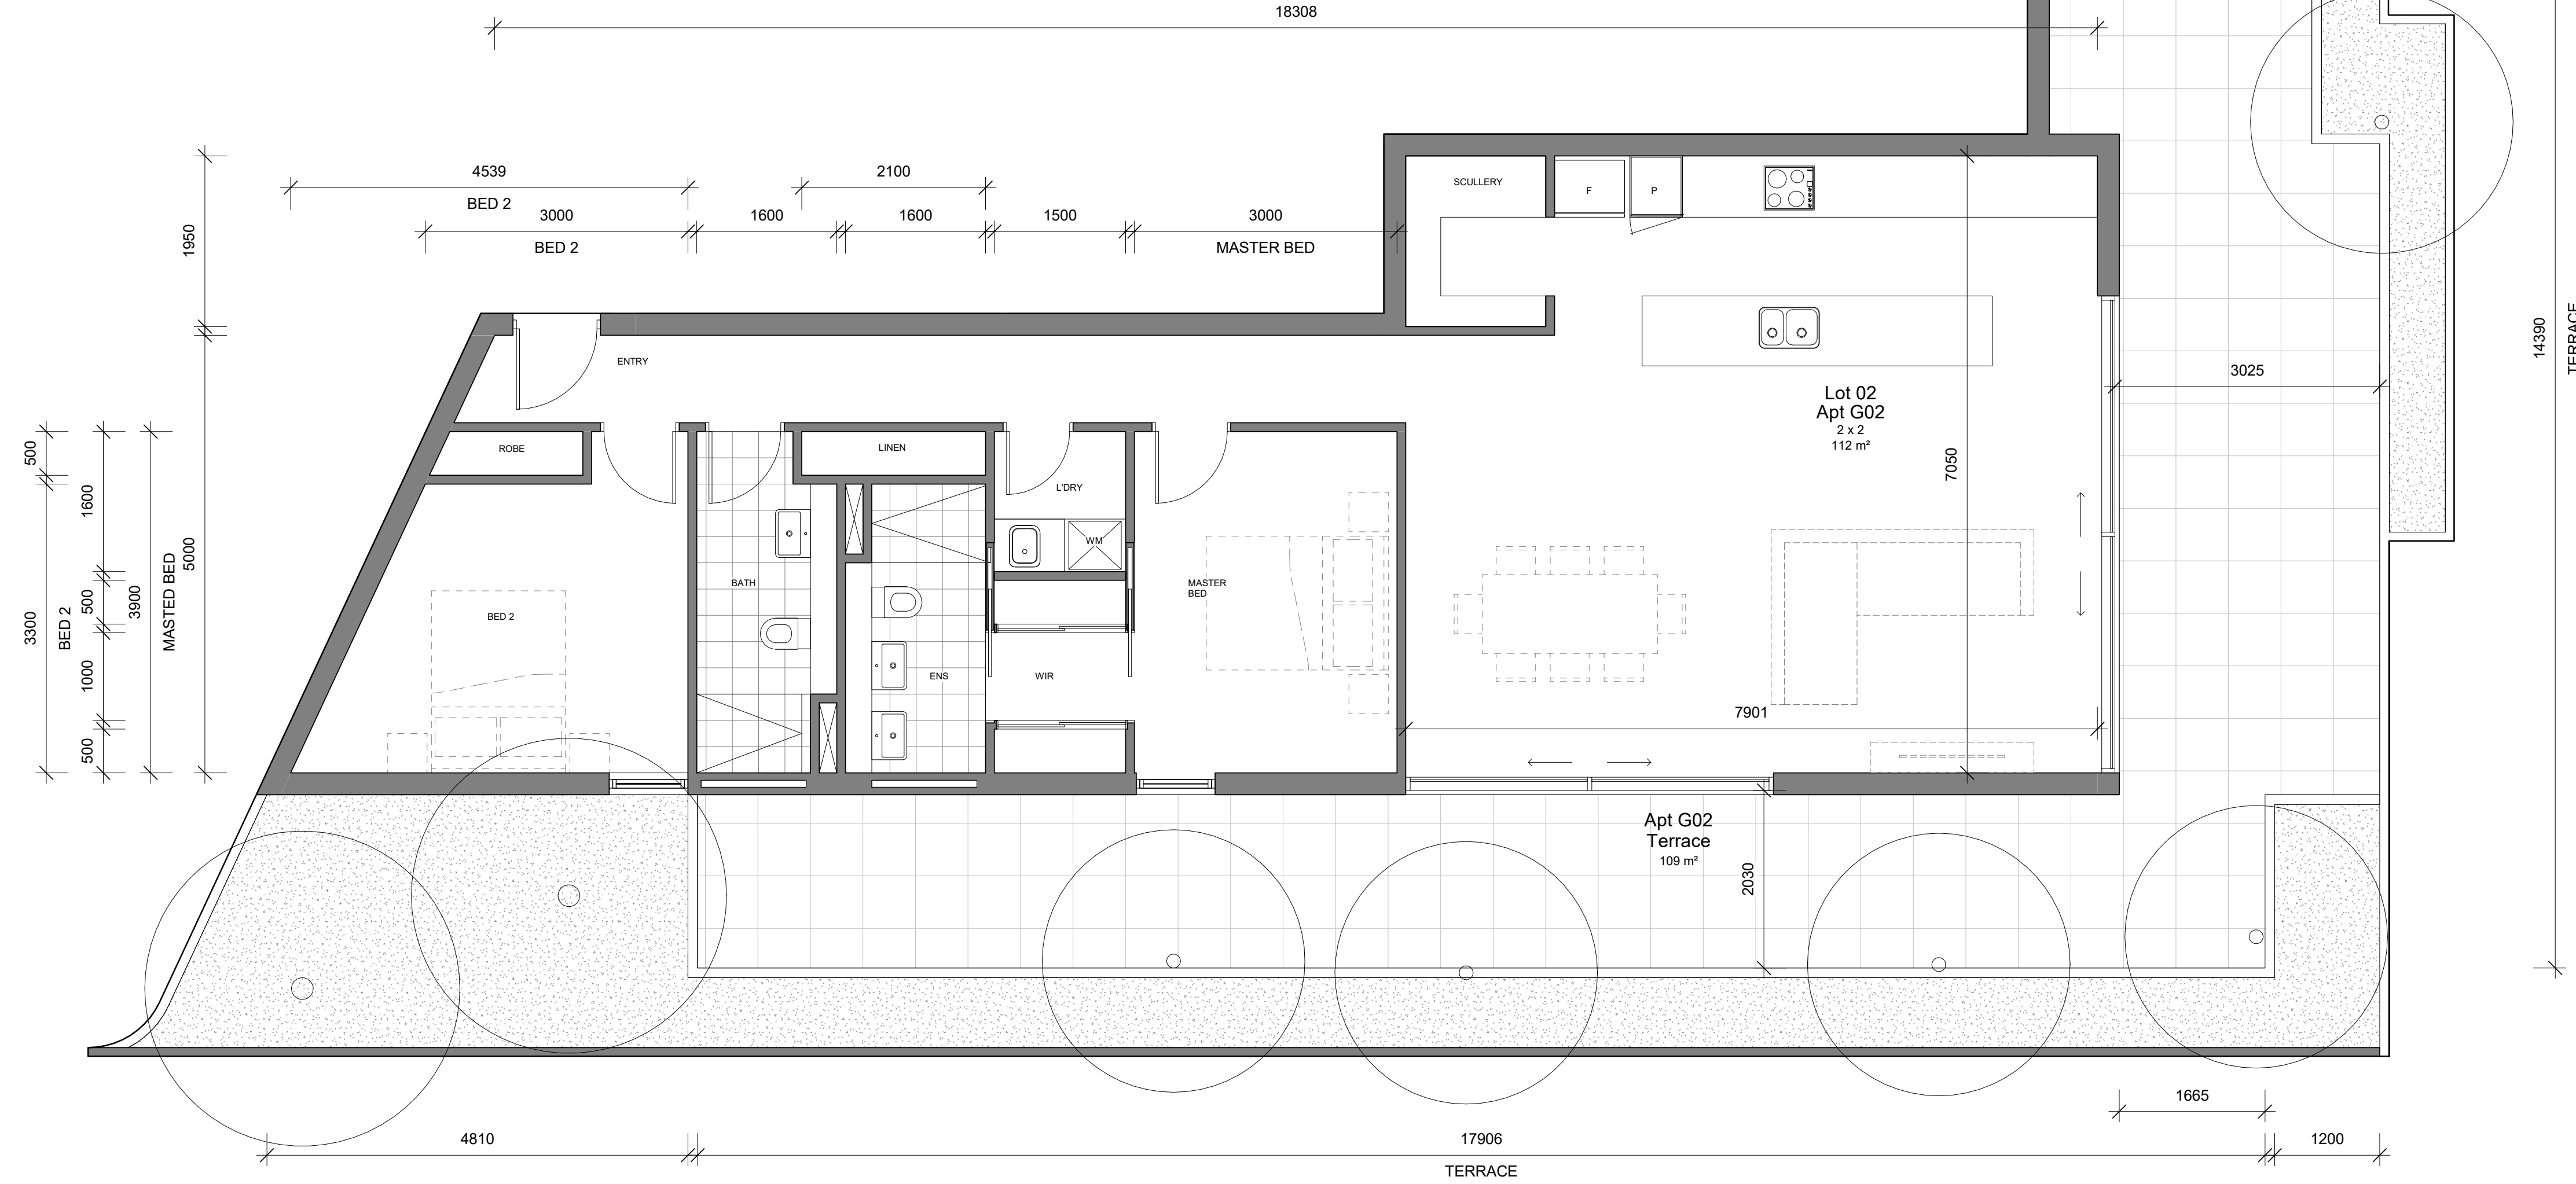 18308
4539
BED 2
2100
3000
BED 2
1600
1600
1500
3000
MASTER BED
1950
5000
500
3300
BED 2
1600
500
1000
500
3900
MASTED BED
SCULLERY
F
P
ENTRY
ROBE
LINEN
L'DRY
WM
BATH
BED 2
ENS
WIR
MASTER
BED
Lot 02
Apt G02
2 x 2
112 m²
7050
7901
3025
14390
TERRACE
Apt G02
Terrace
109 m²
2030
1665
4810
17906
TERRACE
1200